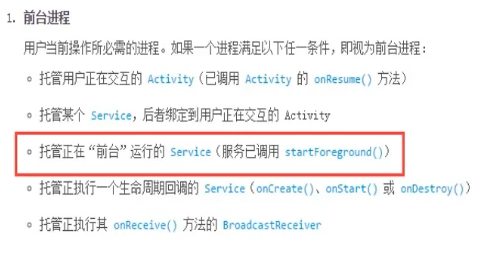 1. 前台进程
用户当前操作所必需的进程。如果一个进程满足以下任一条件，即视为前台进程：
托管用户正在交互的 Activity（已调用 Activity 的 onResume() 方法）
托管某个 Service，后者绑定到用户正在交互的 Activity
托管正在“前台”运行的 Service（服务已调用 startForeground()）
托管正执行一个生命周期回调的 Service（onCreate()、onStart() 或 onDestroy()）
托管正执行其 onReceive() 方法的 BroadcastReceiver